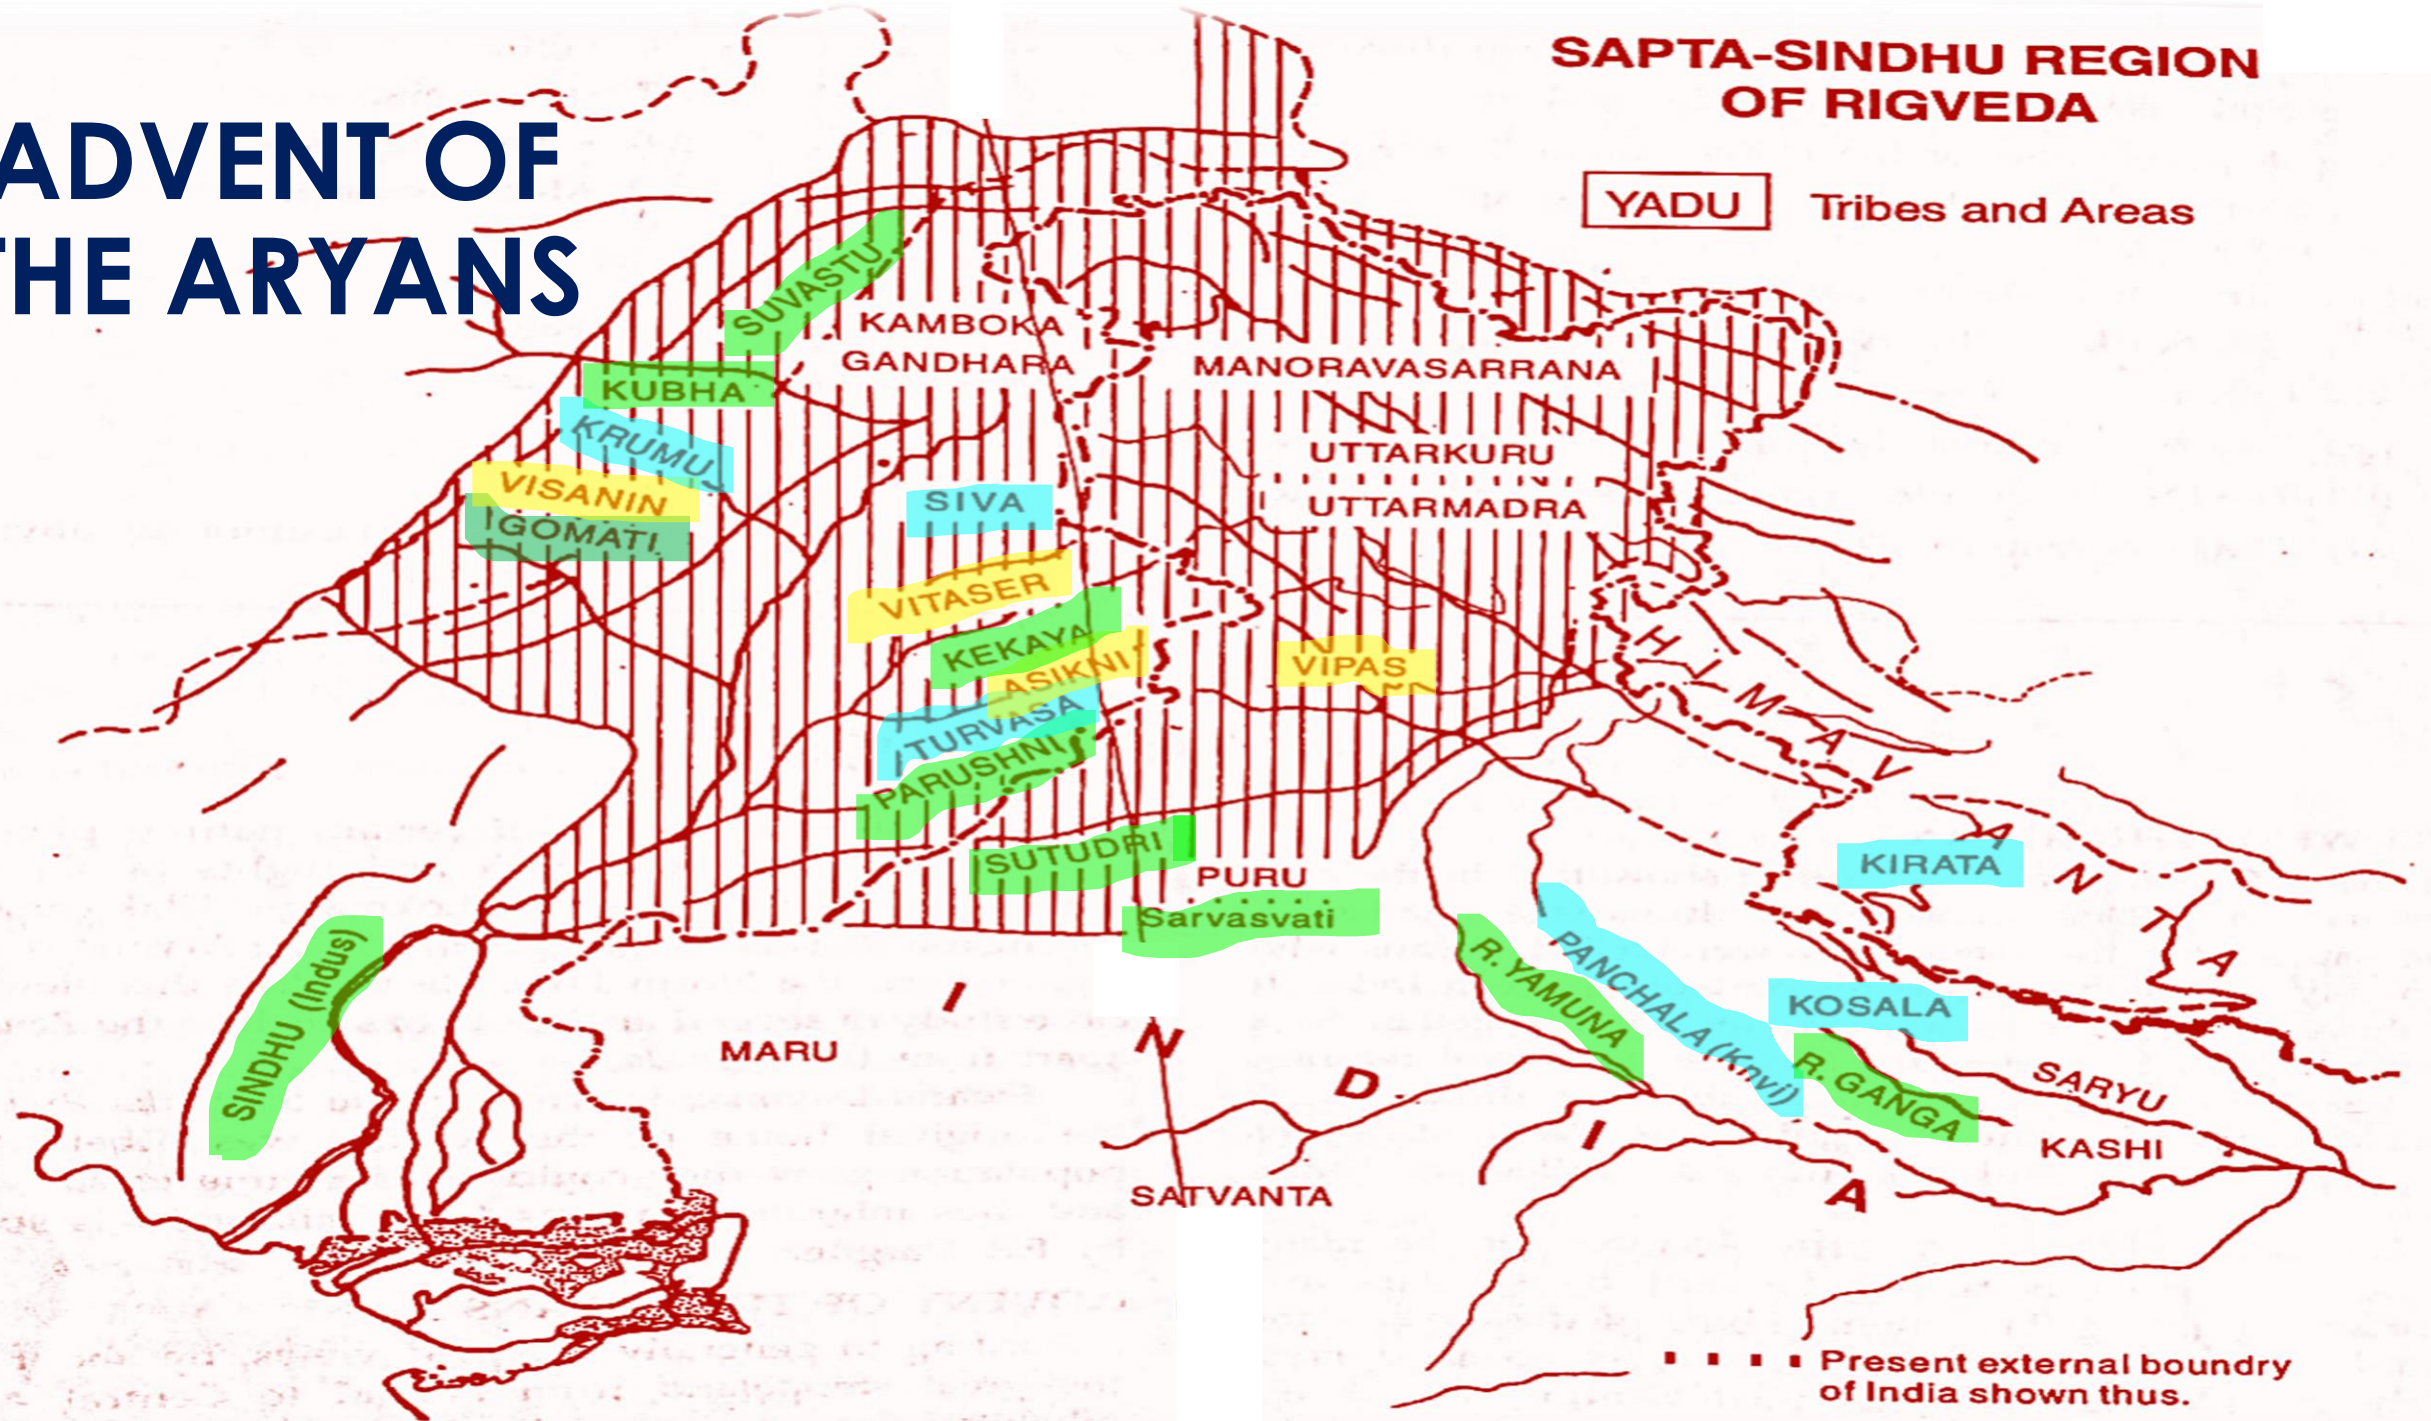 SAPTA-SINDHU REGION
OF RIGVEDA
ADVENT OF
THE ARYANS
YADU Tribes and Areas
SUVASTU
KAMBOKA
GANDHARA
MANORAVASARRANA
KUBHA
KRUMU
UTTARKURU
VISANIN
SIVA
UTTARMADRA
GOMATI
VITASER
KEKAYA
ASIKNI
VIPAS
TURVASA
PARUSHNI
HIMAVANTA
SUTUDRI
PURU
KIRATA
Sarvasvati
SINDHU (Indus)
R.YAMUNA
PANCHALA (Knvi)
KOSALA
INDIA
MARU
R.GANGA
SARYU
KASHI
SATVANTA
Present external boundry
of India shown thus.